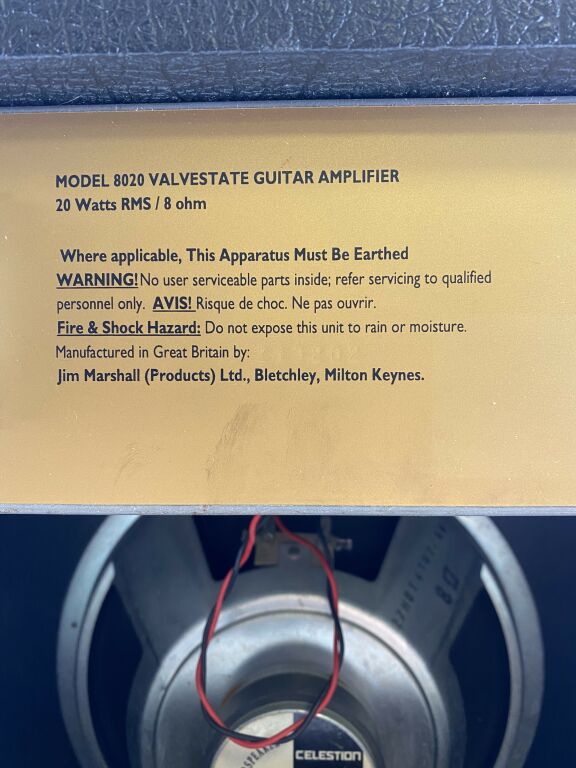 MODEL 8020 VALVESTATE GUITAR AMPLIFIER
20 Watts RMS / 8 ohm
Where applicable, This Apparatus Must Be Earthed
WARNING! No user serviceable parts inside; refer servicing to qualified
personnel only. AVIS! Risque de choc. Ne pas ouvrir.
Fire & Shock Hazard: Do not expose this unit to rain or moisture.
Manufactured in Great Britain by:
Jim Marshall (Products) Ltd., Bletchley, Milton Keynes.
8Ω
CELESTION